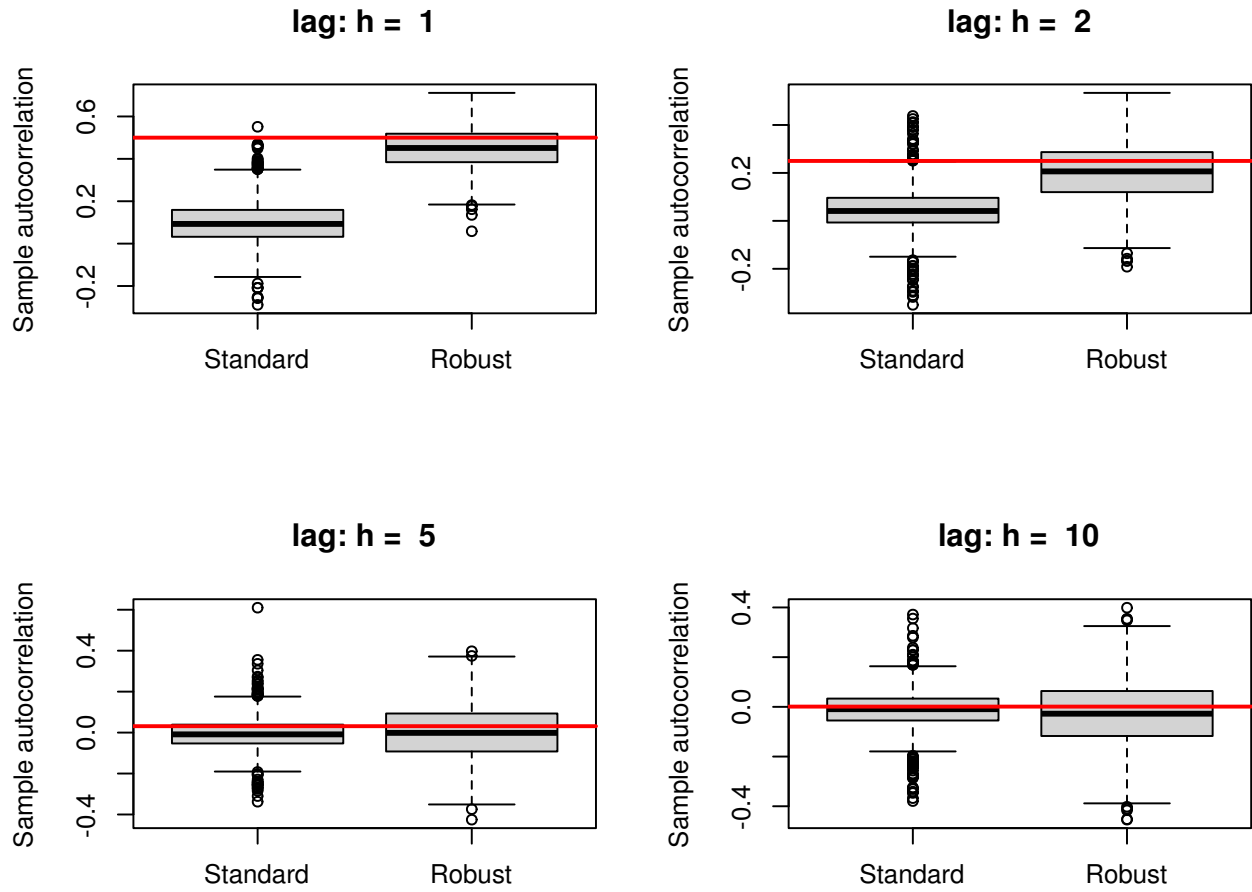 lag: h = 1
Sample autocorrelation
-0.2
0.2
0.6
Standard
Robust
lag: h = 2
Sample autocorrelation
-0.2
0.2
Standard
Robust
lag: h = 5
Sample autocorrelation
-0.4
0.0
0.4
Standard
Robust
lag: h = 10
Sample autocorrelation
-0.4
0.0
0.4
Standard
Robust